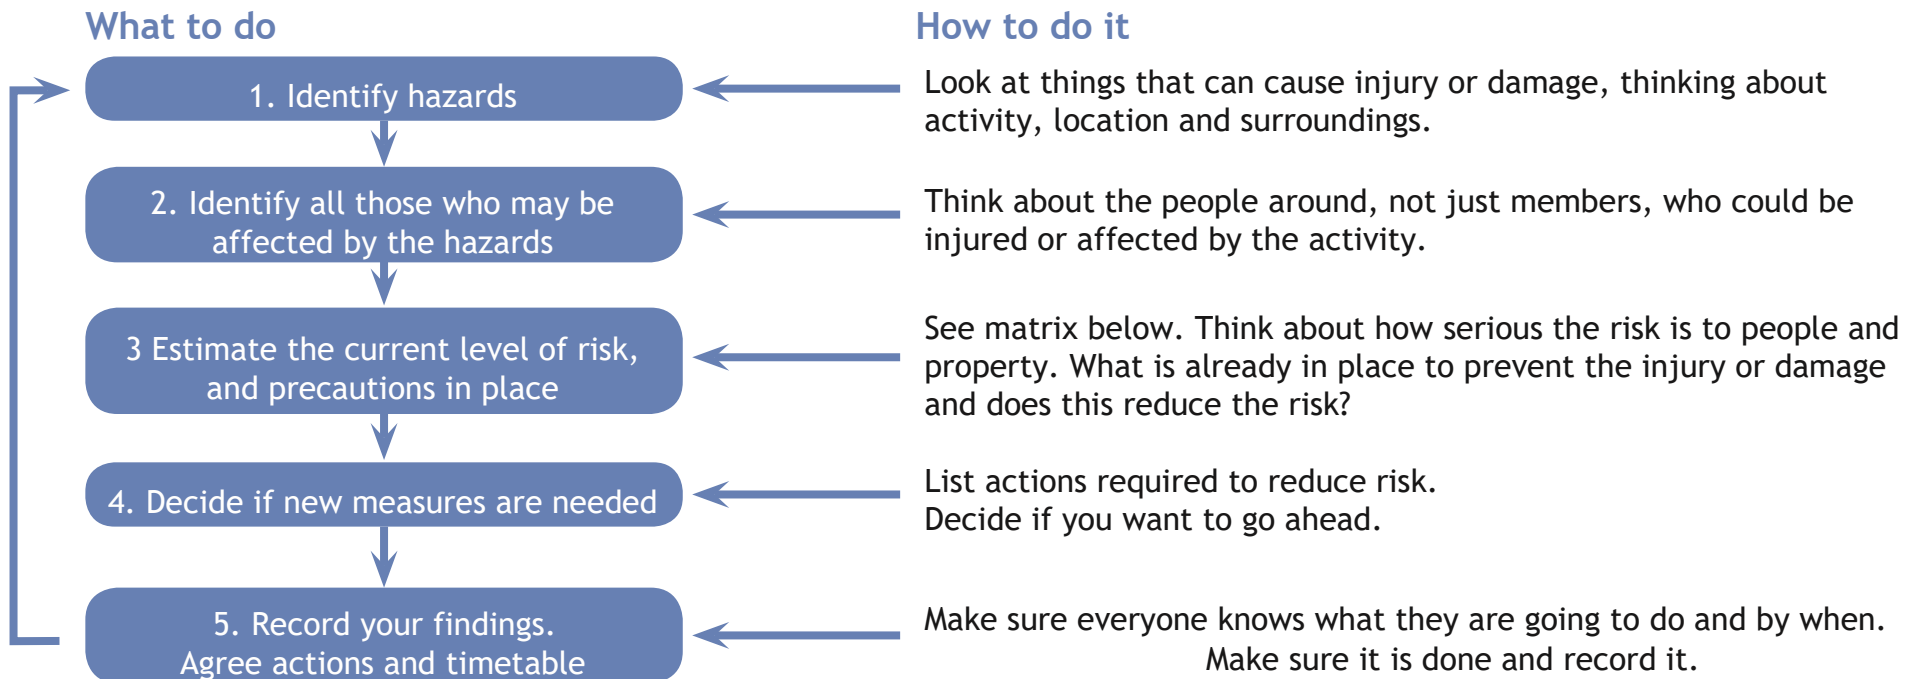 What to do
How to do it
1. Identify hazards
Look at things that can cause injury or damage, thinking about
activity, location and surroundings.
2. Identify all those who may be
affected by the hazards
Think about the people around, not just members, who could be
injured or affected by the activity.
3 Estimate the current level of risk,
and precautions in place
See matrix below. Think about how serious the risk is to people and
property. What is already in place to prevent the injury or damage
and does this reduce the risk?
4. Decide if new measures are needed
List actions required to reduce risk.
Decide if you want to go ahead.
5. Record your findings.
Agree actions and timetable
Make sure everyone knows what they are going to do and by when.
Make sure it is done and record it.